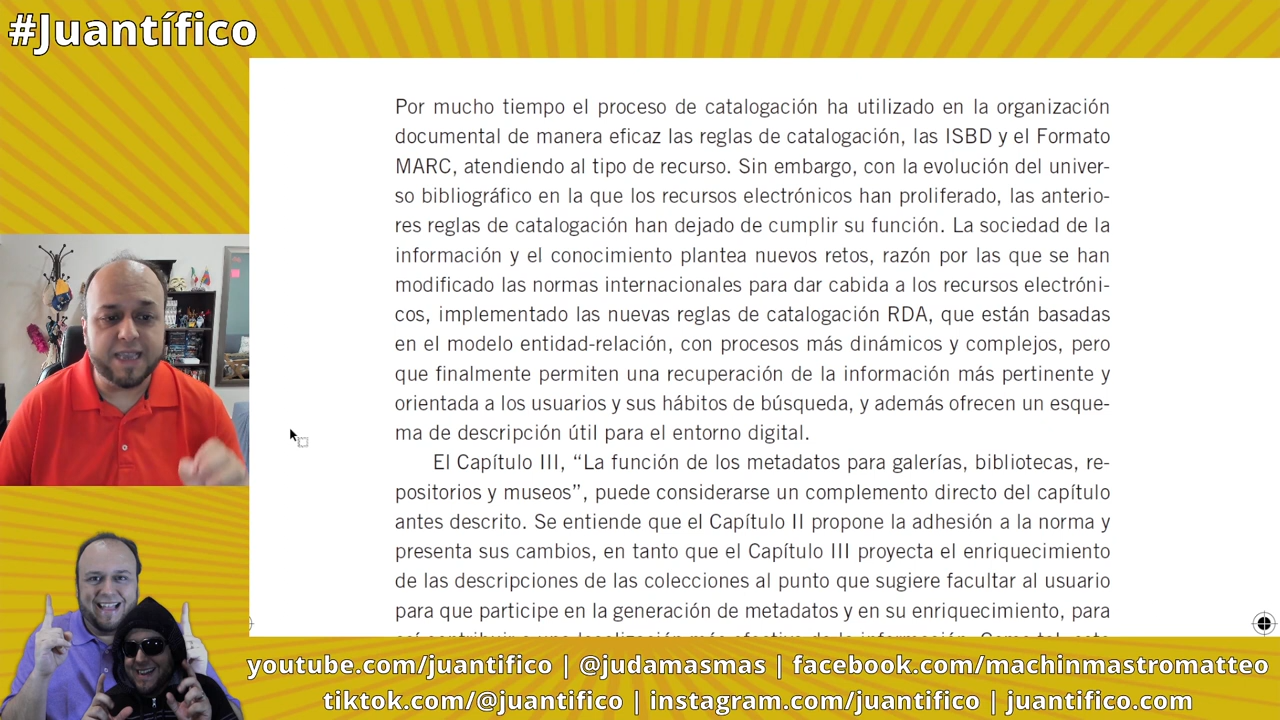 #Juantífico
Por mucho tiempo el proceso de catalogación ha utilizado en la organización
documental de manera eficaz las reglas de catalogación, las ISBD y el Formato
MARC, atendiendo al tipo de recurso. Sin embargo, con la evolución del univer-
so bibliográfico en la que los recursos electrónicos han proliferado, las anterio-
res reglas de catalogación han dejado de cumplir su función. La sociedad de la
información y el conocimiento plantea nuevos retos, razón por las que se han
modificado las normas internacionales para dar cabida a los recursos electróni-
cos, implementado las nuevas reglas de catalogación RDA, que están basadas
en el modelo entidad-relación, con procesos más dinámicos y complejos, pero
que finalmente permiten una recuperación de la información más pertinente y
orientada a los usuarios y sus hábitos de búsqueda, y además ofrecen un esque-
ma de descripción útil para el entorno digital.
El Capítulo III, “La función de los metadatos para galerías, bibliotecas, re-
positorios y museos”, puede considerarse un complemento directo del capítulo
antes descrito. Se entiende que el Capítulo II propone la adhesión a la norma y
presenta sus cambios, en tanto que el Capítulo III proyecta el enriquecimiento
de las descripciones de las colecciones al punto que sugiere facultar al usuario
para que participe en la generación de metadatos y en su enriquecimiento, para
youtube.com/juantifico | @judamasmas | facebook.com/machinmastromatteo
tiktok.com/@juantifico | instagram.com/juantifico | juantifico.com